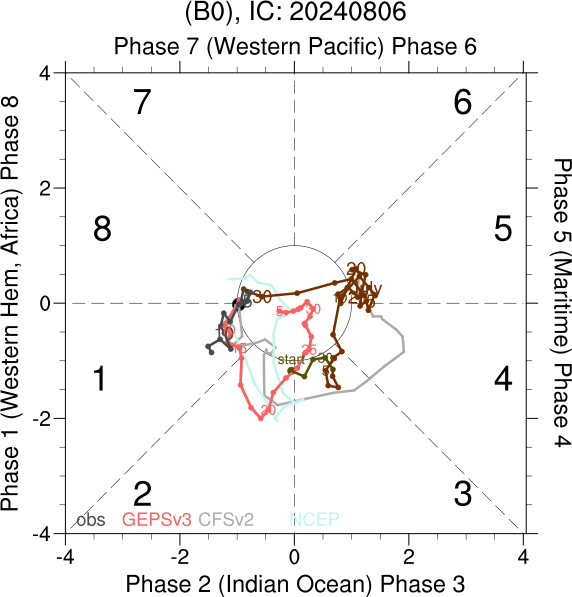 (B0), IC: 20240806
Phase 7 (Western Pacific) Phase 6
Phase 1 (Western Hem, Africa) Phase 8
Phase 5 (Maritime) Phase 4
4
2
0
-2
-4
7
6
8
5
1
4
2
3
30
30
25
30
start
20
obs
GEPSv3
CFSv2
NCEP
-4
-2
0
2
4
Phase 2 (Indian Ocean) Phase 3